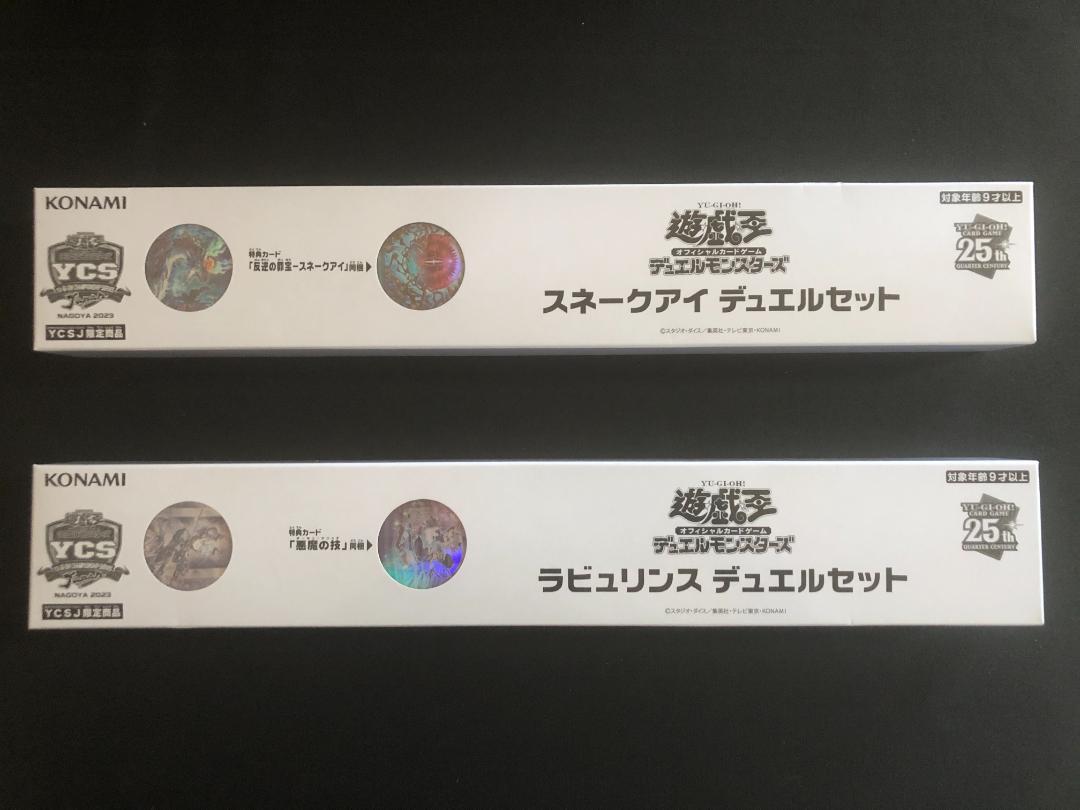 KONAMI
YCS
Japan
NAGOYA 2023
YCSJ限定商品
特典カード
「反逆の罪宝-スネークアイ」同梱▶
YU-GI-OH!
遊戯王
オフィシャルカードゲーム
デュエルモンスターズ
スネークアイ デュエルセット
©スタジオ・ダイス/集英社・テレビ東京・KONAMI
対象年齢9才以上
YU-GI-OH!
CARD GAME
25th
QUARTER CENTURY
KONAMI
YCS
Japan
NAGOYA 2023
YCSJ限定商品
特典カード
「悪魔の技」同梱▶
YU-GI-OH!
遊戯王
オフィシャルカードゲーム
デュエルモンスターズ
ラビュリンス デュエルセット
©スタジオ・ダイス/集英社・テレビ東京・KONAMI
対象年齢9才以上
YU-GI-OH!
CARD GAME
25th
QUARTER CENTURY